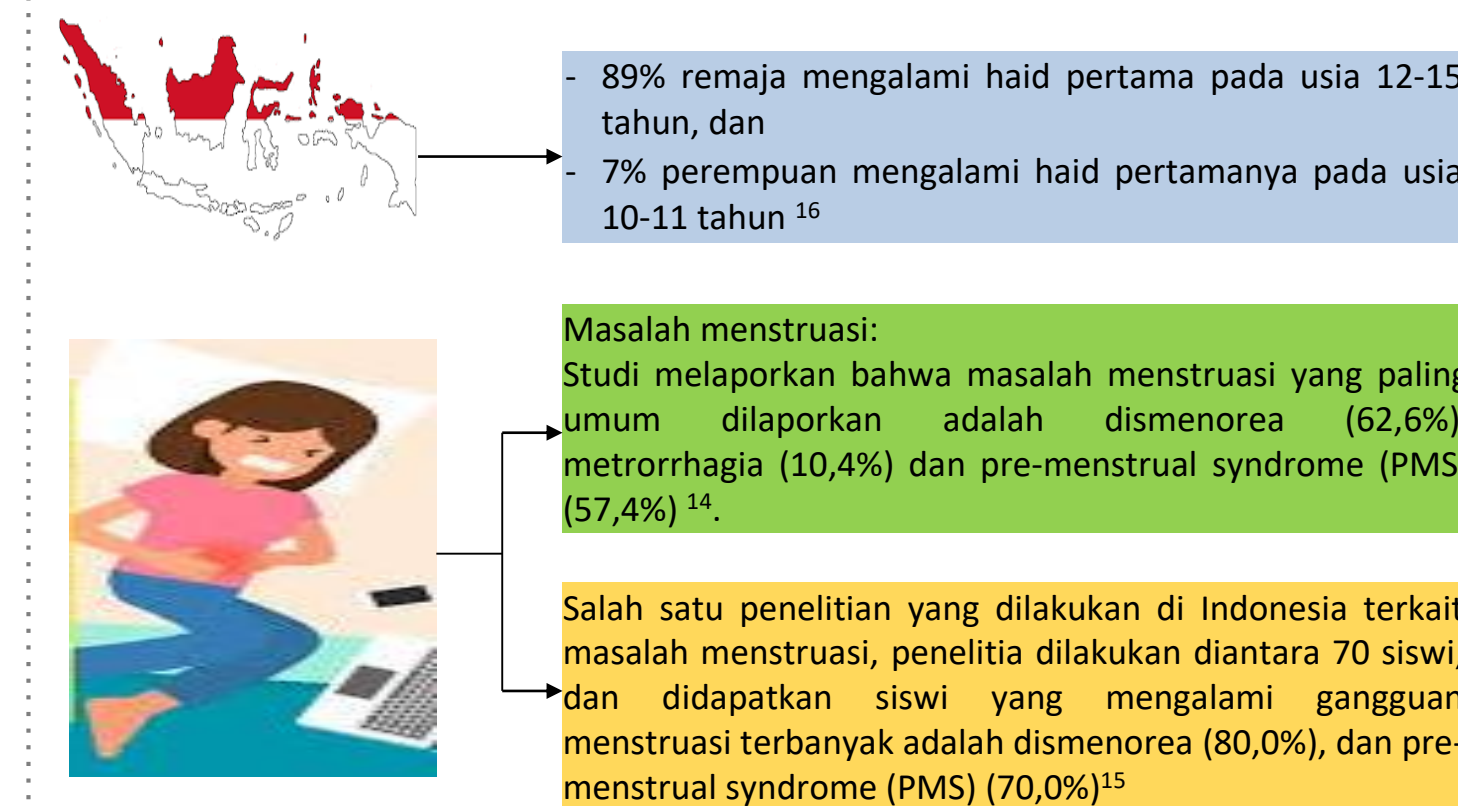 - 89% remaja mengalami haid pertama pada usia 12-15
tahun, dan
- 7% perempuan mengalami haid pertamanya pada usia
10-11 tahun 16
Masalah menstruasi:
Studi melaporkan bahwa masalah menstruasi yang paling
umum dilaporkan adalah dismenorea (62,6%)
metrorrhagia (10,4%) dan pre-menstrual syndrome (PMS
(57,4%) 14.
Salah satu penelitian yang dilakukan di Indonesia terkait
masalah menstruasi, penelitia dilakukan diantara 70 siswi,
dan didapatkan siswi yang mengalami gangguan
menstruasi terbanyak adalah dismenorea (80,0%), dan pre-
menstrual syndrome (PMS) (70,0%)15